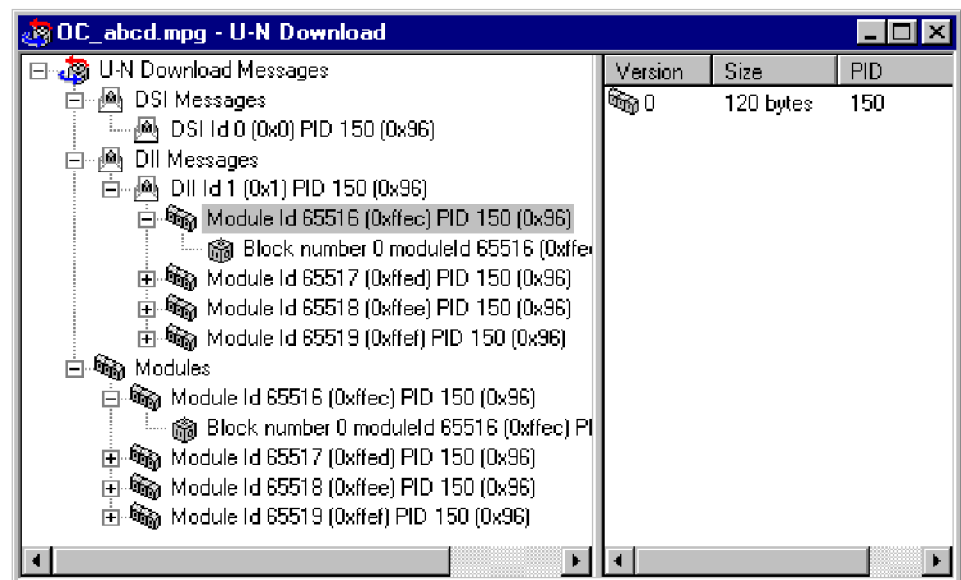 OC_abcd.mpg - U-N Download
U-N Download Messages
DSI Messages
DSI Id 0 (0x0) PID 150 (0x96)
DII Messages
DII Id 1 (0x1) PID 150 (0x96)
Module Id 65516 (0xffec) PID 150 (0x96)
Block number 0 moduleId 65516 (0xffe
Module Id 65517 (0xffed) PID 150 (0x96)
Module Id 65518 (0xffee) PID 150 (0x96)
Module Id 65519 (0xffef) PID 150 (0x96)
Modules
Module Id 65516 (0xffec) PID 150 (0x96)
Block number 0 moduleId 65516 (0xffec) PI
Module Id 65517 (0xffed) PID 150 (0x96)
Module Id 65518 (0xffee) PID 150 (0x96)
Module Id 65519 (0xffef) PID 150 (0x96)
Version Size PID
0 120 bytes 150